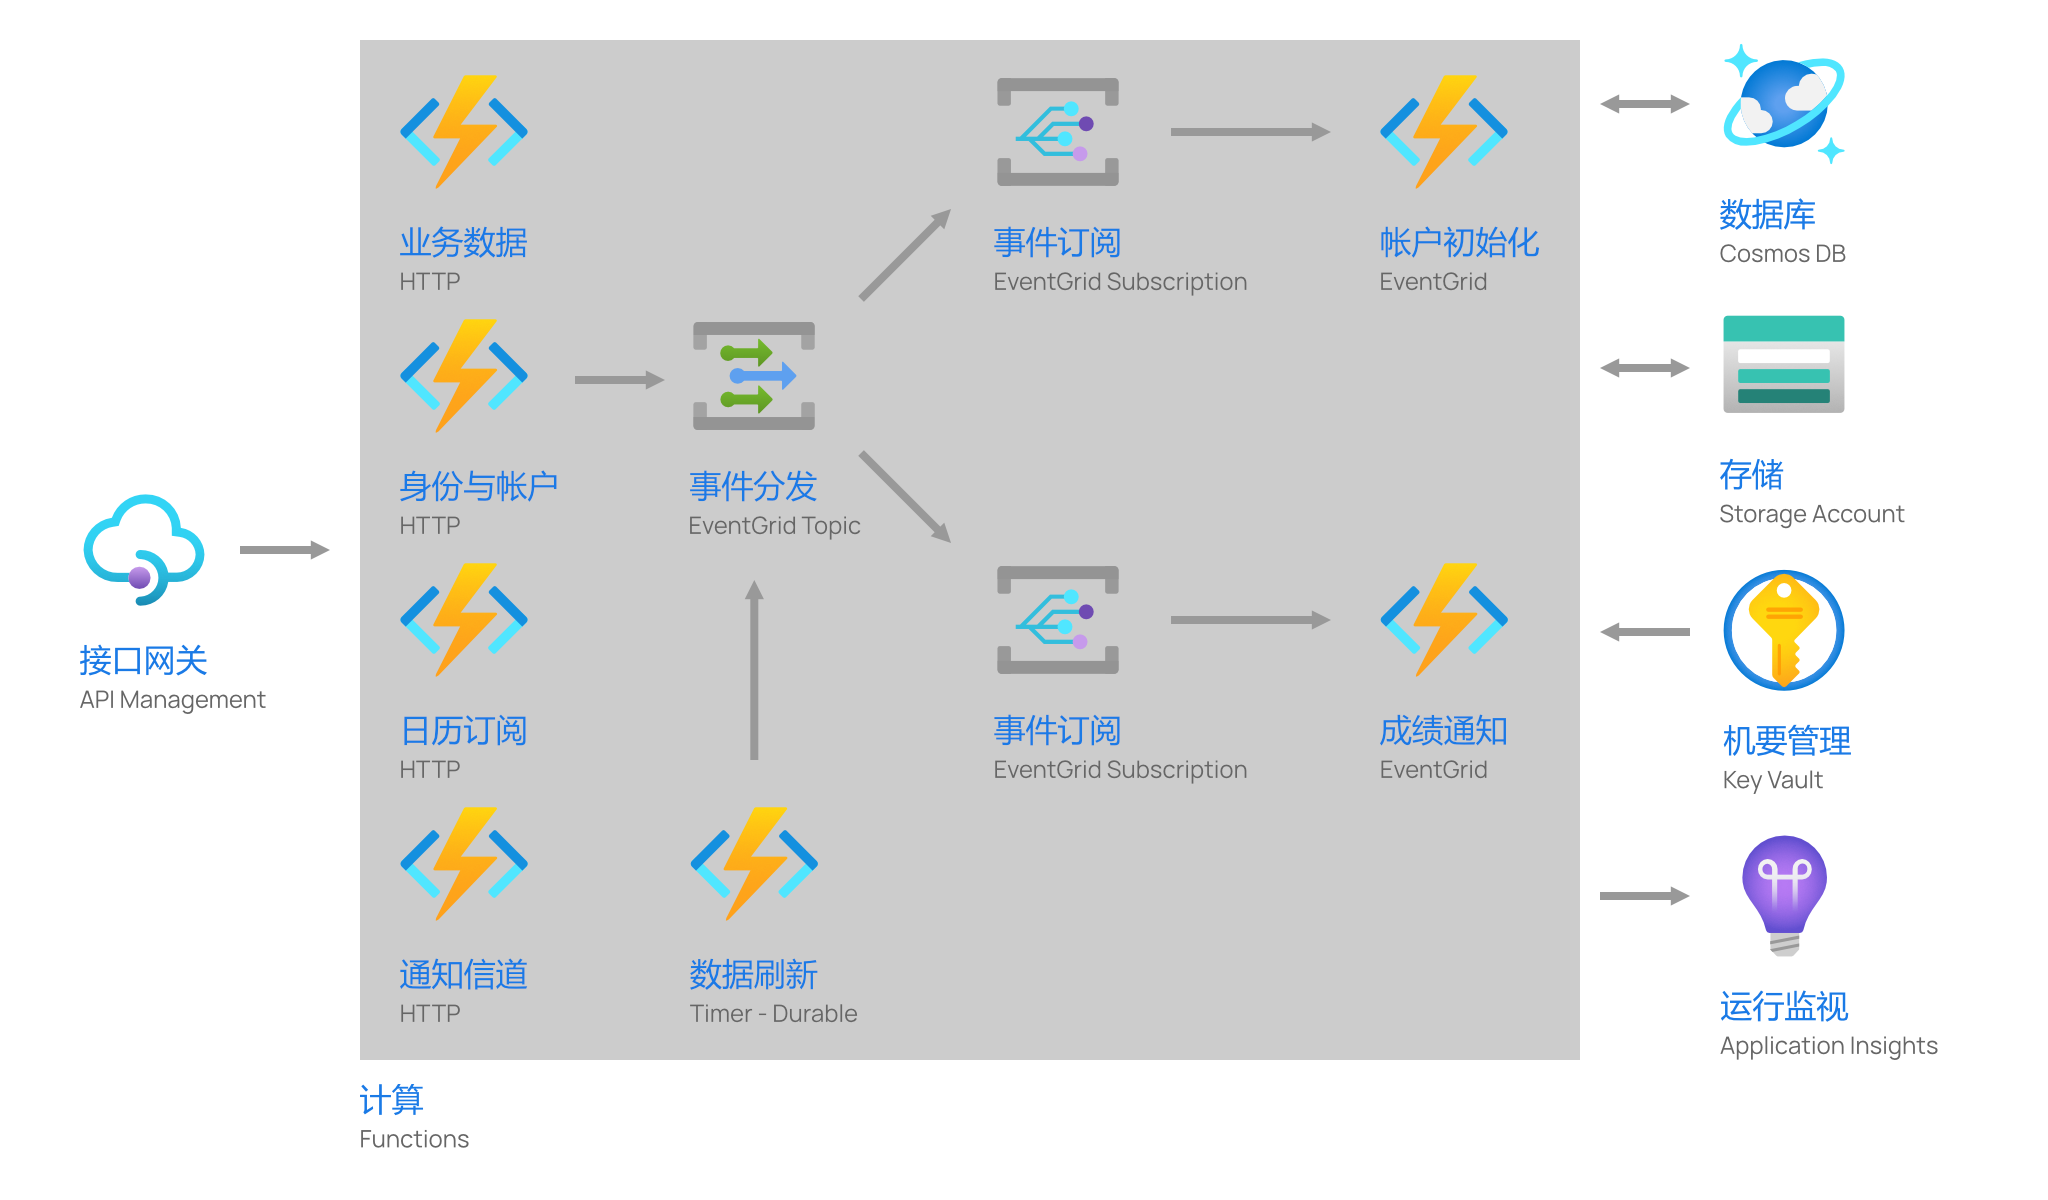 接口网关
API Management
业务数据
HTTP
身份与帐户
HTTP
日历订阅
HTTP
通知信道
HTTP
事件分发
EventGrid Topic
数据刷新
Timer - Durable
事件订阅
EventGrid Subscription
事件订阅
EventGrid Subscription
帐户初始化
EventGrid
成绩通知
EventGrid
计算
Functions
数据库
Cosmos DB
存储
Storage Account
机要管理
Key Vault
运行监视
Application Insights